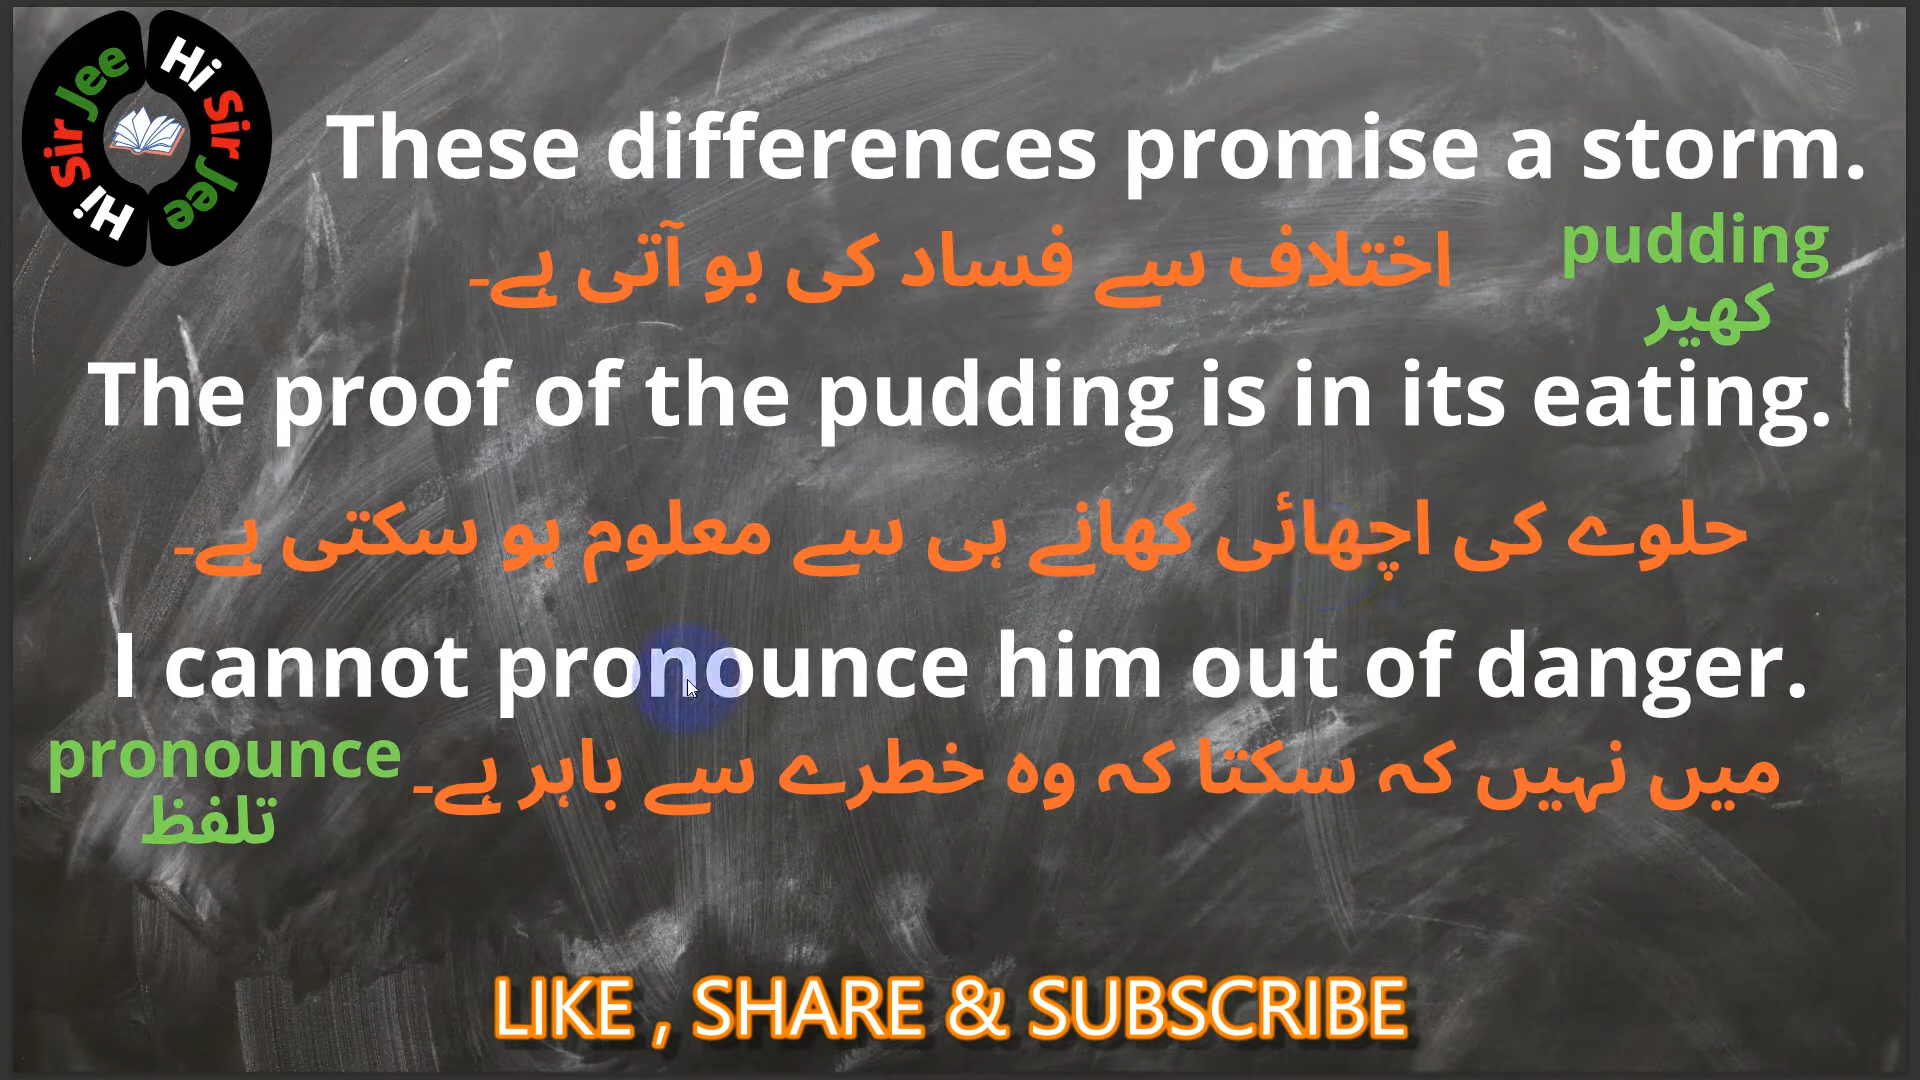 Hi Sir Jee
Hi Sir Jee
These differences promise a storm.
اختلاف سے فساد کی بو آتی ہے۔
pudding
کھیر
The proof of the pudding is in its eating.
حلوے کی اچھائی کھانے ہی سے معلوم ہو سکتی ہے۔
I cannot pronounce him out of danger.
میں نہیں کہ سکتا کہ وہ خطرے سے باہر ہے۔
pronounce
تلفظ
LIKE , SHARE & SUBSCRIBE